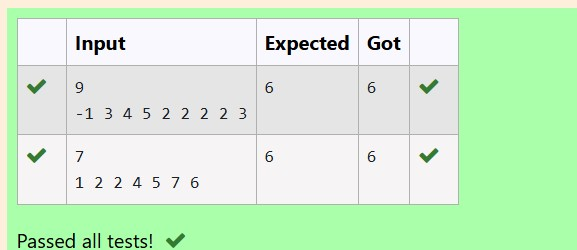 Input Expected Got
9 6 6
-1 3 4 5 2 2 2 2 3
7 6 6
1 2 2 4 5 7 6
Passed all tests!